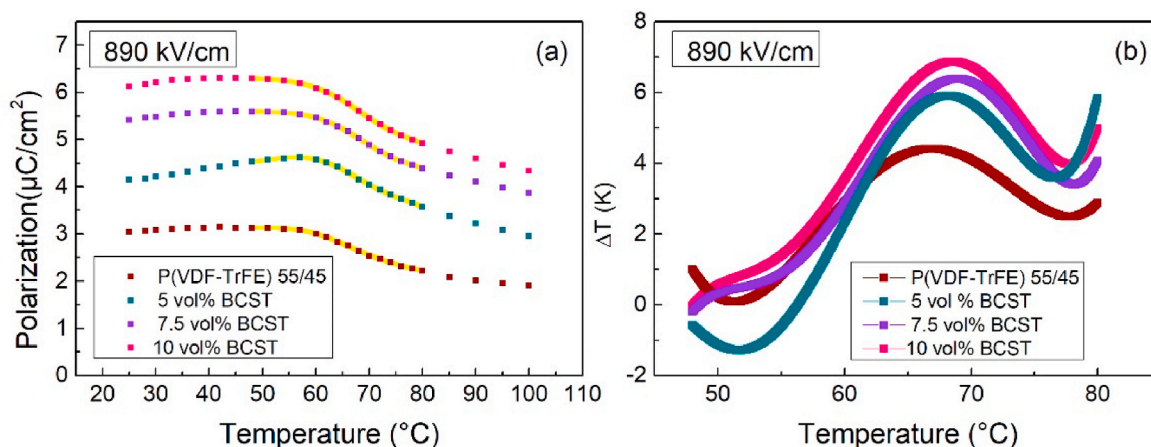 890 kV/cm
(a)
Polarization(μC/cm²)
7
6
5
4
3
2
1
0
P(VDF-TrFE) 55/45
5 vol% BCST
7.5 vol% BCST
10 vol% BCST
20 30 40 50 60 70 80 90 100 110
Temperature (°C)
890 kV/cm
(b)
ΔT (K)
8
6
4
2
0
-2
P(VDF-TrFE) 55/45
5 vol % BCST
7.5 vol% BCST
10 vol% BCST
50 60 70 80
Temperature (°C)